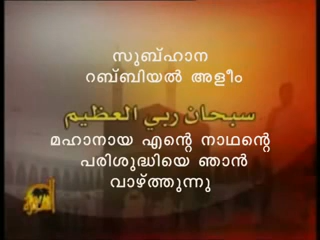 സുബ്ഹാന
റബ്ബിയൽ അളീം
سبحان ربي العظيم
മഹാനായ എന്റെ നാഥന്റെ
പരിശുദ്ധിയെ ഞാൻ
വാഴ്ത്തുന്നു